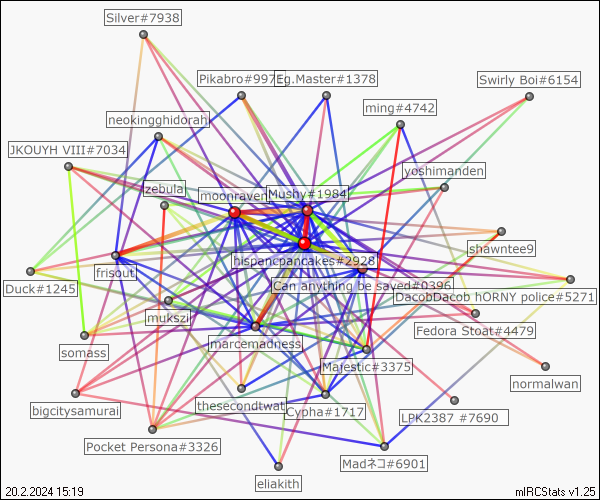 Silver#7938
Pikabro#997
Eg.Master#1378
Swirly Boi#6154
neokingghidorah
ming#4742
JKOUYH VIII#7034
yoshimanden
zebula
moonraven
Mushy#1984
shawntee9
hispancpancakes#2928
frisout
Duck#1245
Can anything be saved#0396
DacobDacob hORNY police#5271
mukszi
Fedora Stoat#4479
somass
marcemadness
Majestic#3375
normalwan
bigcitysamurai
thesecondtwat
Cypha#1717
LPK2387 #7690
Pocket Persona#3326
Madネコ#6901
eliakith
20.2.2024 15:19
mIRCStats v1.25